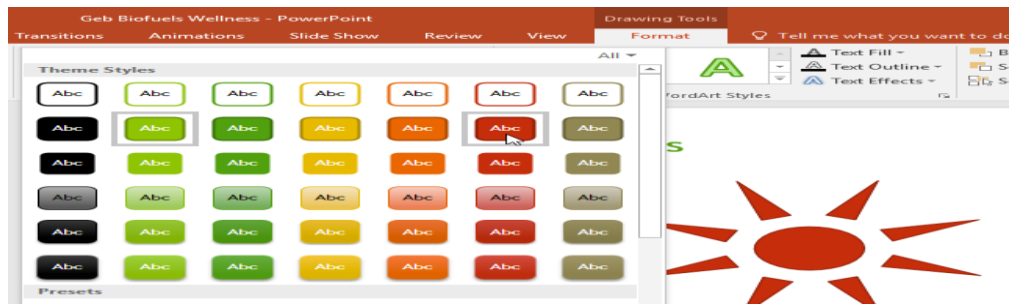 Geb Biofuels Wellness - PowerPoint Drawing Tools
Transitions Animations Slide Show Review View Format Tell me what you want to do
All
Theme Styles
Abc Abc Abc Abc Abc Abc Abc
Abc Abc Abc Abc Abc Abc Abc
Abc Abc Abc Abc Abc Abc Abc
Abc Abc Abc Abc Abc Abc Abc
Abc Abc Abc Abc Abc Abc Abc
Abc Abc Abc Abc Abc Abc Abc
Presets
A
A Text Fill
A Text Outline
A Text Effects
B
S
S
ordArt Styles
s